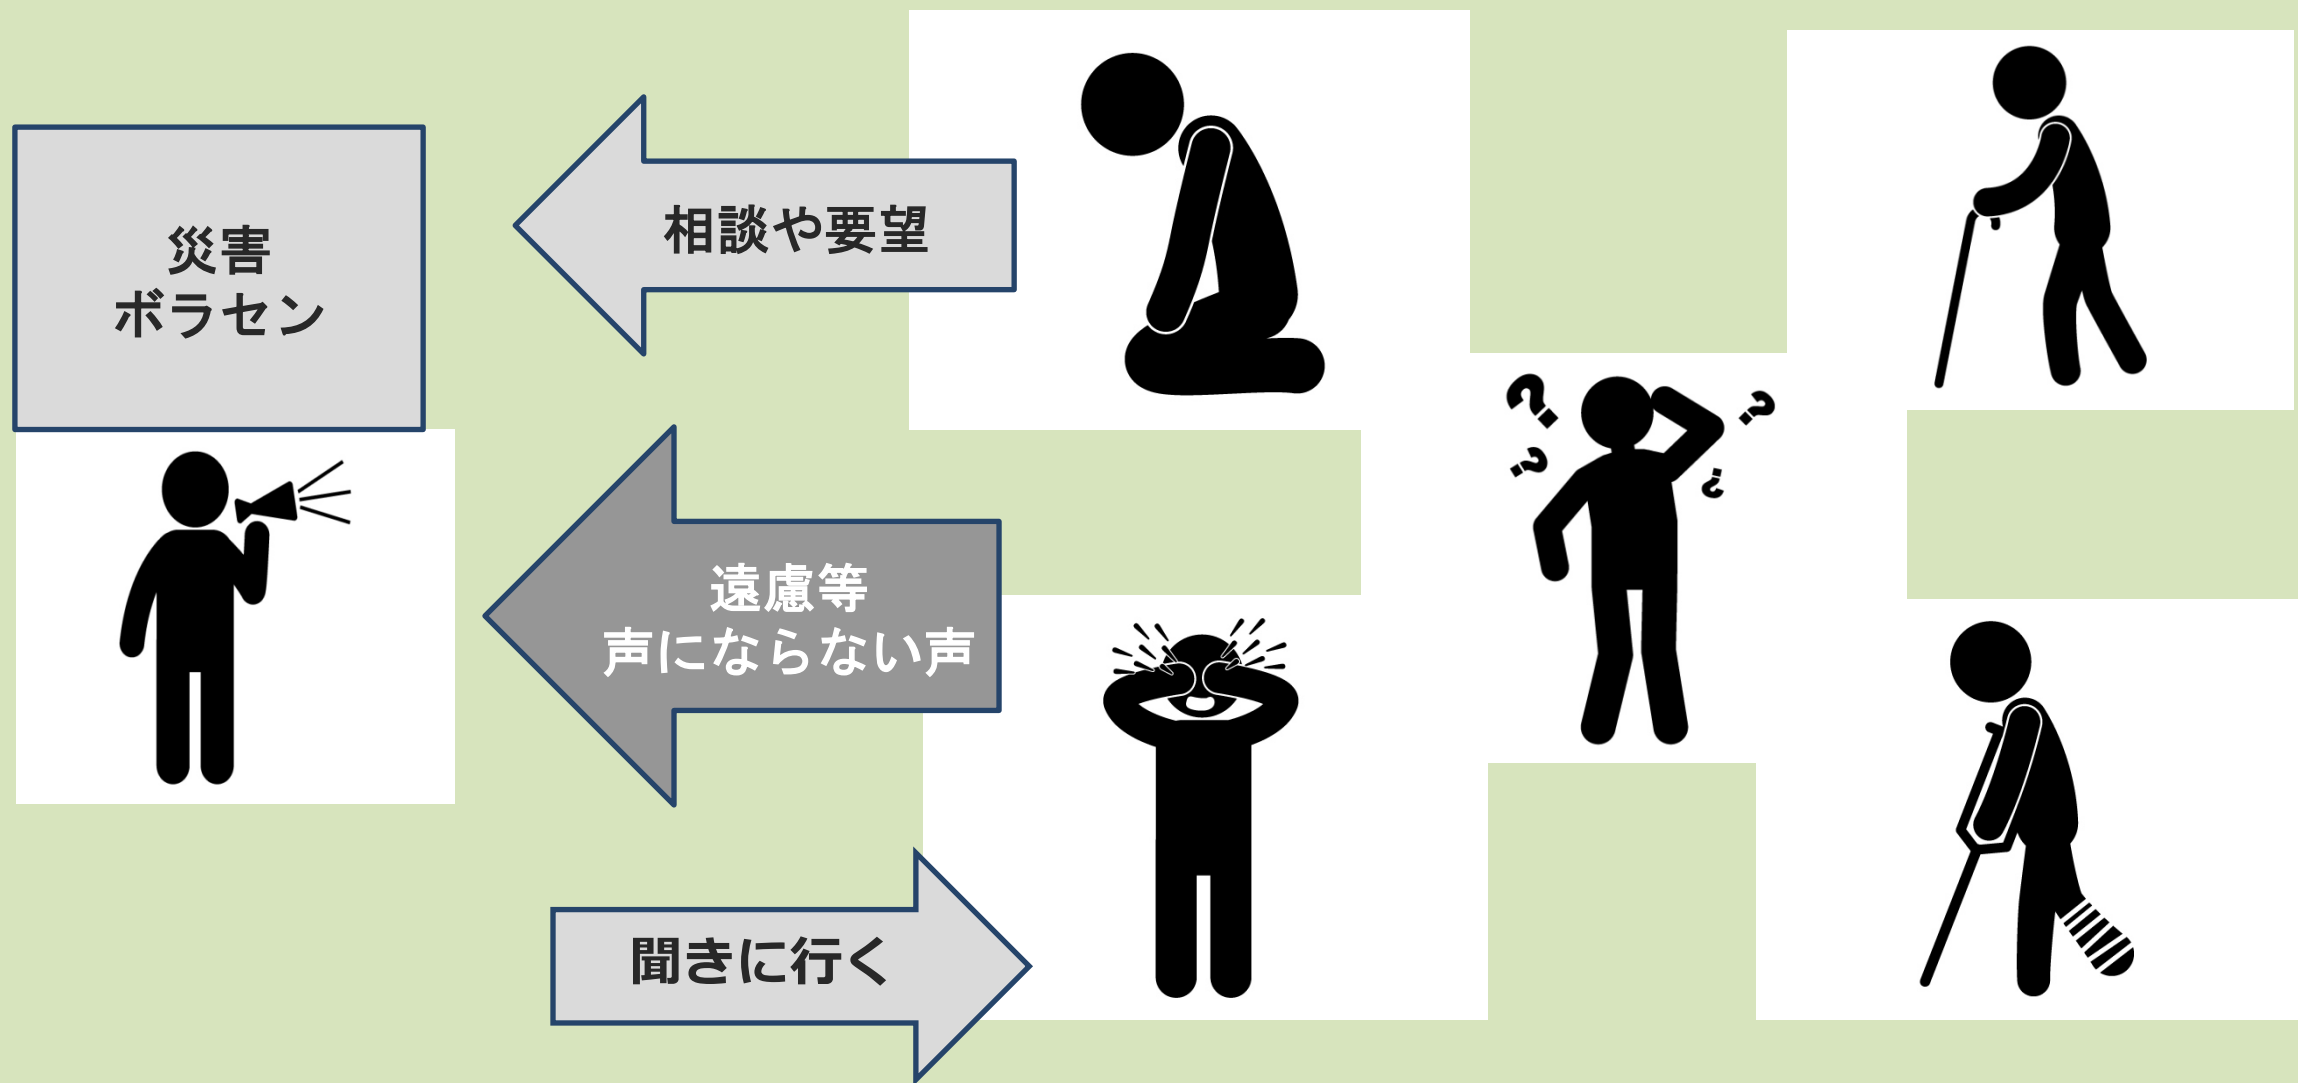 災害
ボラセン
相談や要望
遠慮等
声にならない声
聞きに行く